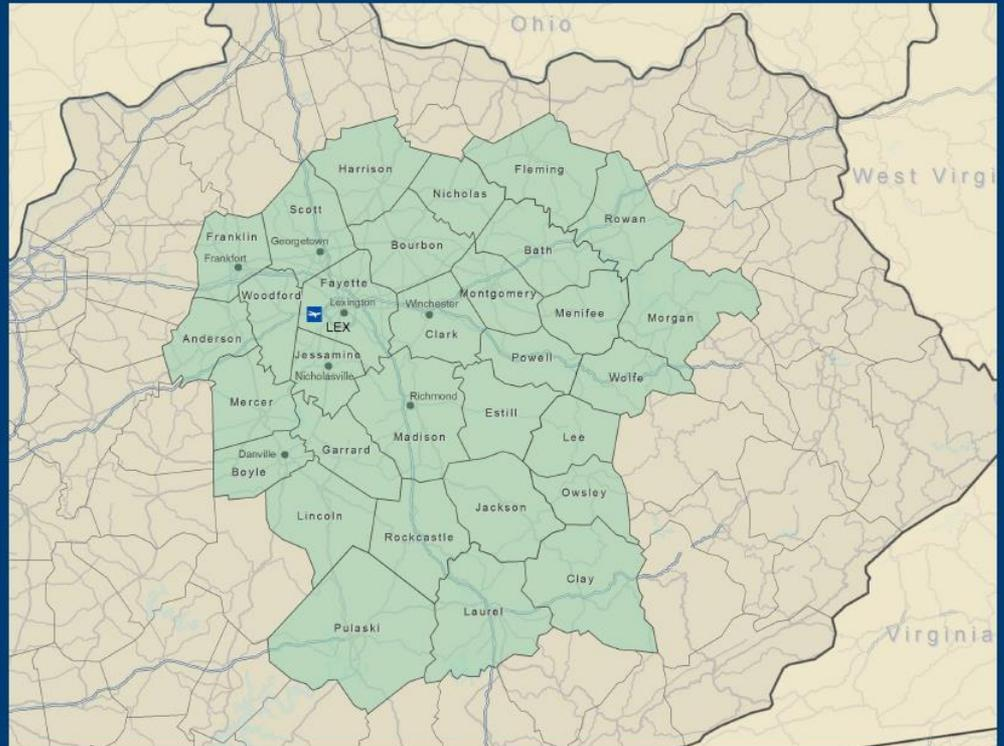 Ohio
West Virgi
Harrison
Fleming
Nicholas
Scott
Rowan
Franklin
Georgetown
Bourbon
Bath
Frankfort
Fayette
Woodford
Montgomery
Lexington
Winchester
Menifee
Morgan
LEX
Anderson
Clark
Jessamine
Powell
Nicholasville
Wolfe
Mercer
Richmond
Estill
Madison
Lee
Garrard
Danville
Boyle
Owsley
Jackson
Lincoln
Rockcastle
Clay
Laurel
Pulaski
Virginia